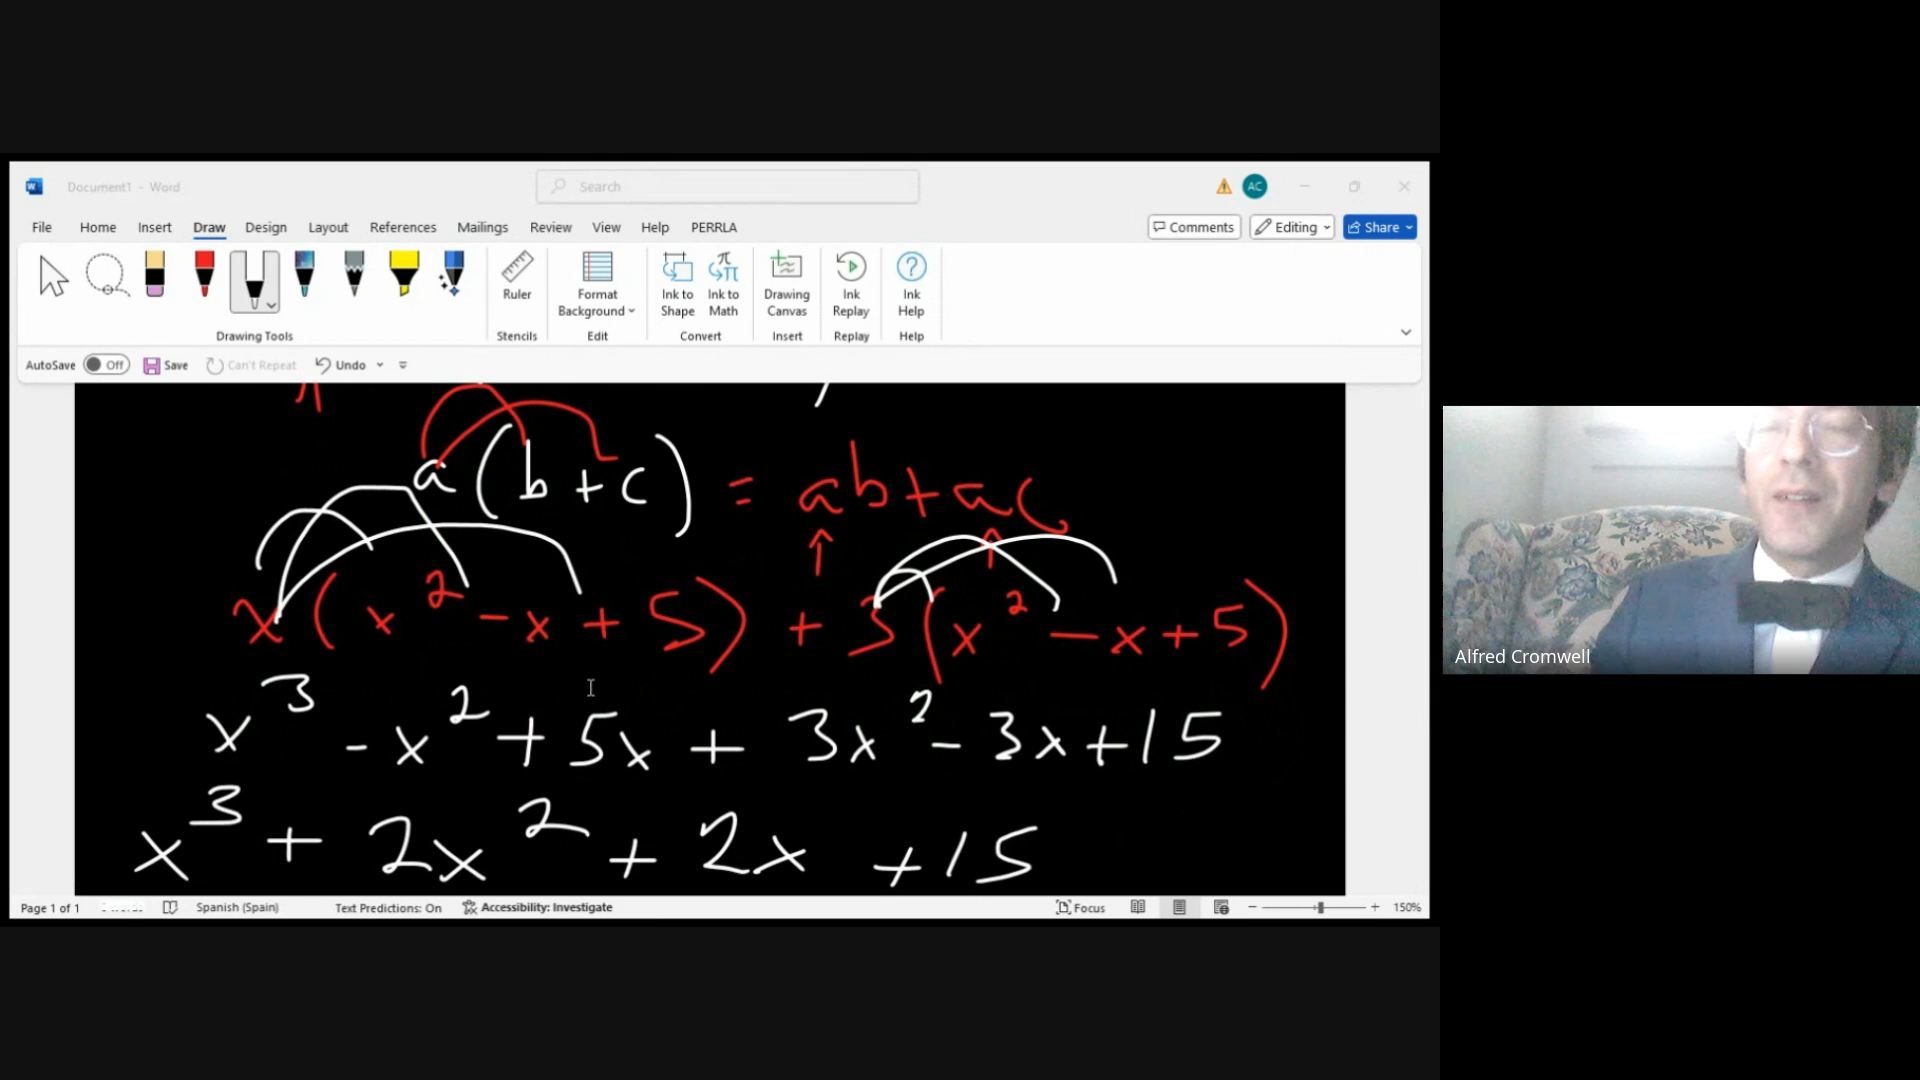 Document1 - Word
Search
AC
File Home Insert Draw Design Layout References Mailings Review View Help PERRLA
Comments Editing Share
Ruler
Format Background
Ink to Shape
Ink to Math
Drawing Canvas
Ink Replay
Ink Help
Drawing Tools Stencils Edit Convert Insert Replay Help
AutoSave Off Save Can't Repeat Undo
a(b+c) = ab+ac
x(x² - x + 5) + 3(x² - x + 5)
x³ - x² + 5x + 3x² - 3x + 15
x³ + 2x² + 2x + 15
Page 1 of 1 Spanish (Spain) Text Predictions: On Accessibility: Investigate Focus 150%
Alfred Cromwell